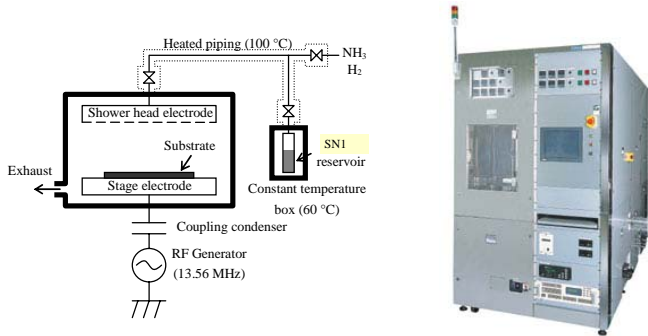 Heated piping (100 °C)
NH3
H2
Shower head electrode
Substrate
SN1
reservoir
Exhaust
Stage electrode
Constant temperature
box (60 °C)
Coupling condenser
RF Generator
(13.56 MHz)